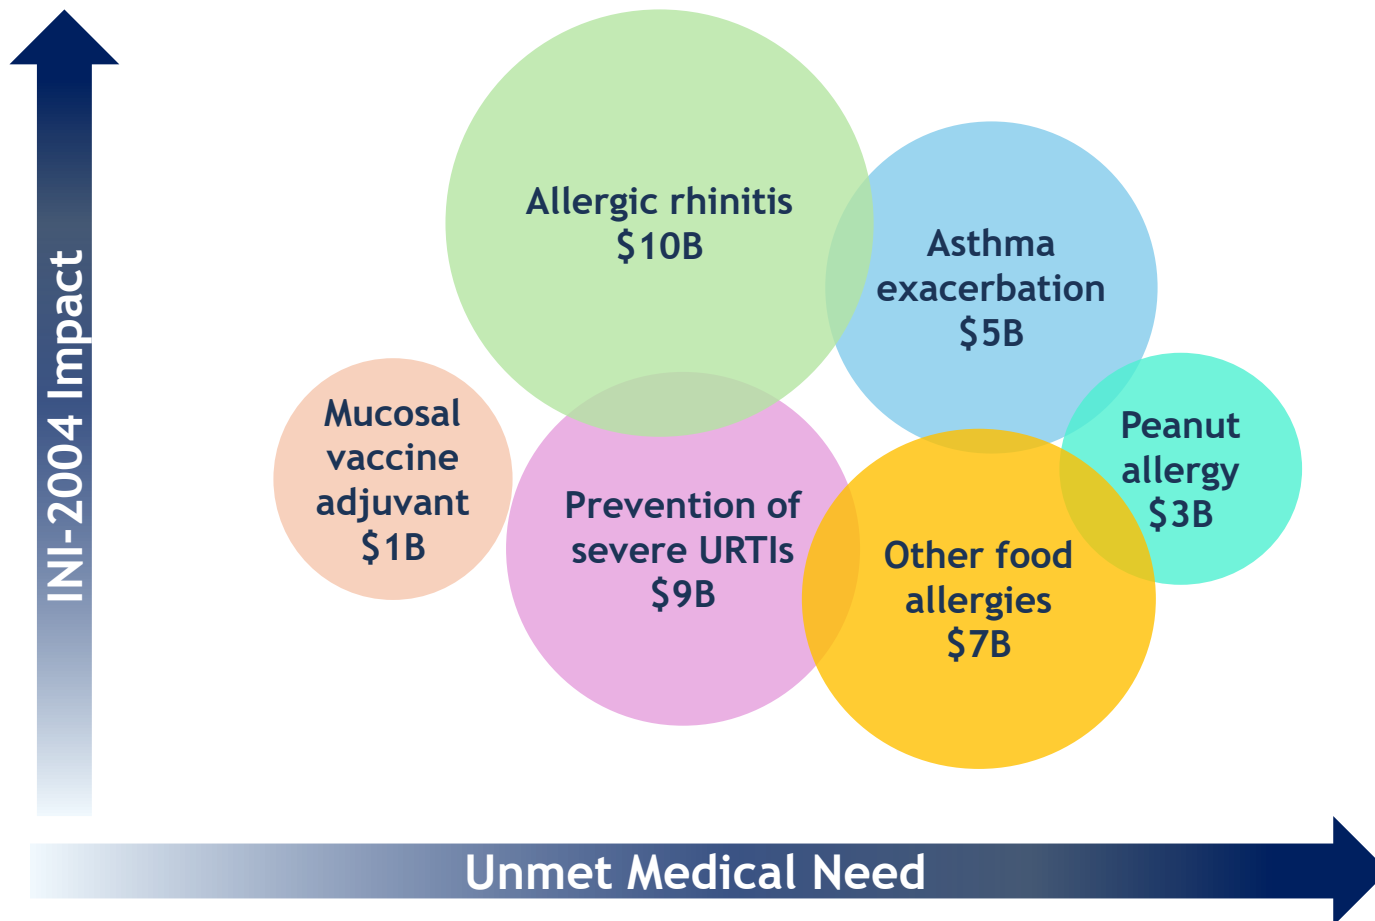 INI-2004 Impact
Allergic rhinitis
$10B
Asthma
exacerbation
$5B
Mucosal
vaccine
adjuvant
$1B
Prevention of
severe URTIs
$9B
Other food
allergies
$7B
Peanut
allergy
$3B
Unmet Medical Need